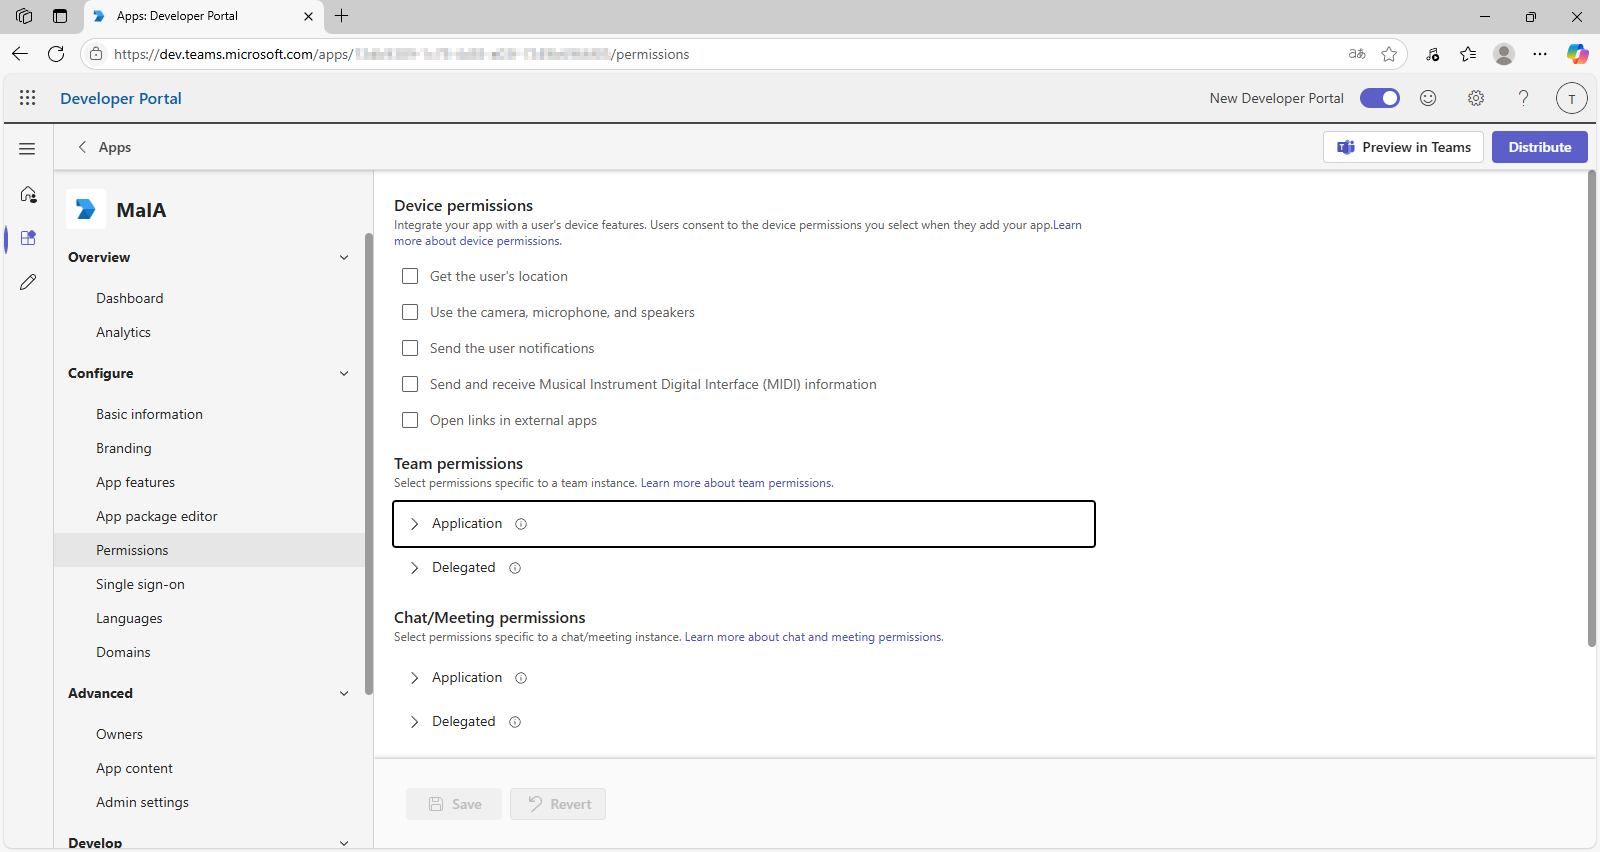 Apps: Developer Portal
https://dev.teams.microsoft.com/apps/
/permissions
aあ
Developer Portal
New Developer Portal
?
T
Apps
Preview in Teams
Distribute
MaIA
Overview
Dashboard
Analytics
Configure
Basic information
Branding
App features
App package editor
Permissions
Single sign-on
Languages
Domains
Advanced
Owners
App content
Admin settings
Develop
Device permissions
Integrate your app with a user's device features. Users consent to the device permissions you select when they add your app.Learn
more about device permissions.
Get the user's location
Use the camera, microphone, and speakers
Send the user notifications
Send and receive Musical Instrument Digital Interface (MIDI) information
Open links in external apps
Team permissions
Select permissions specific to a team instance. Learn more about team permissions.
Application
Delegated
Chat/Meeting permissions
Select permissions specific to a chat/meeting instance. Learn more about chat and meeting permissions.
Application
Delegated
Save
Revert